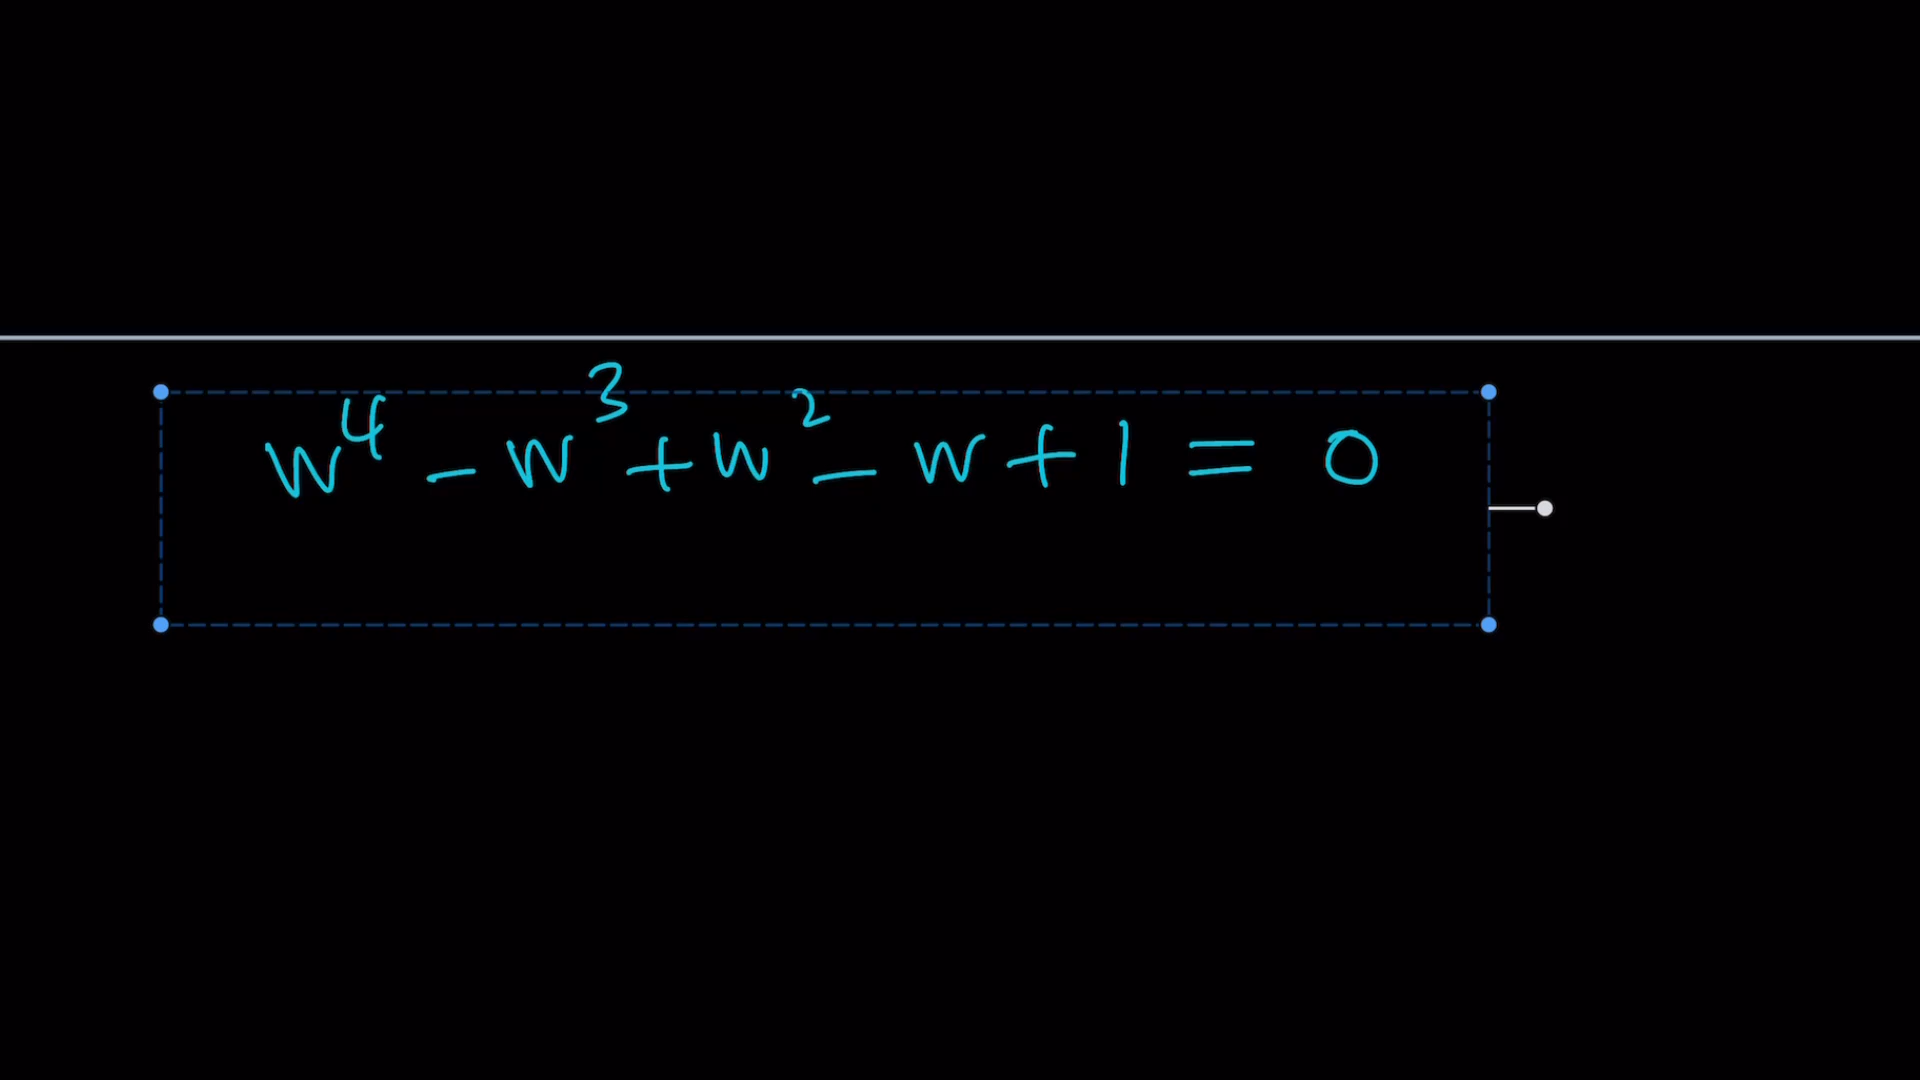 w⁴ - w³ + w² - w + 1 = 0